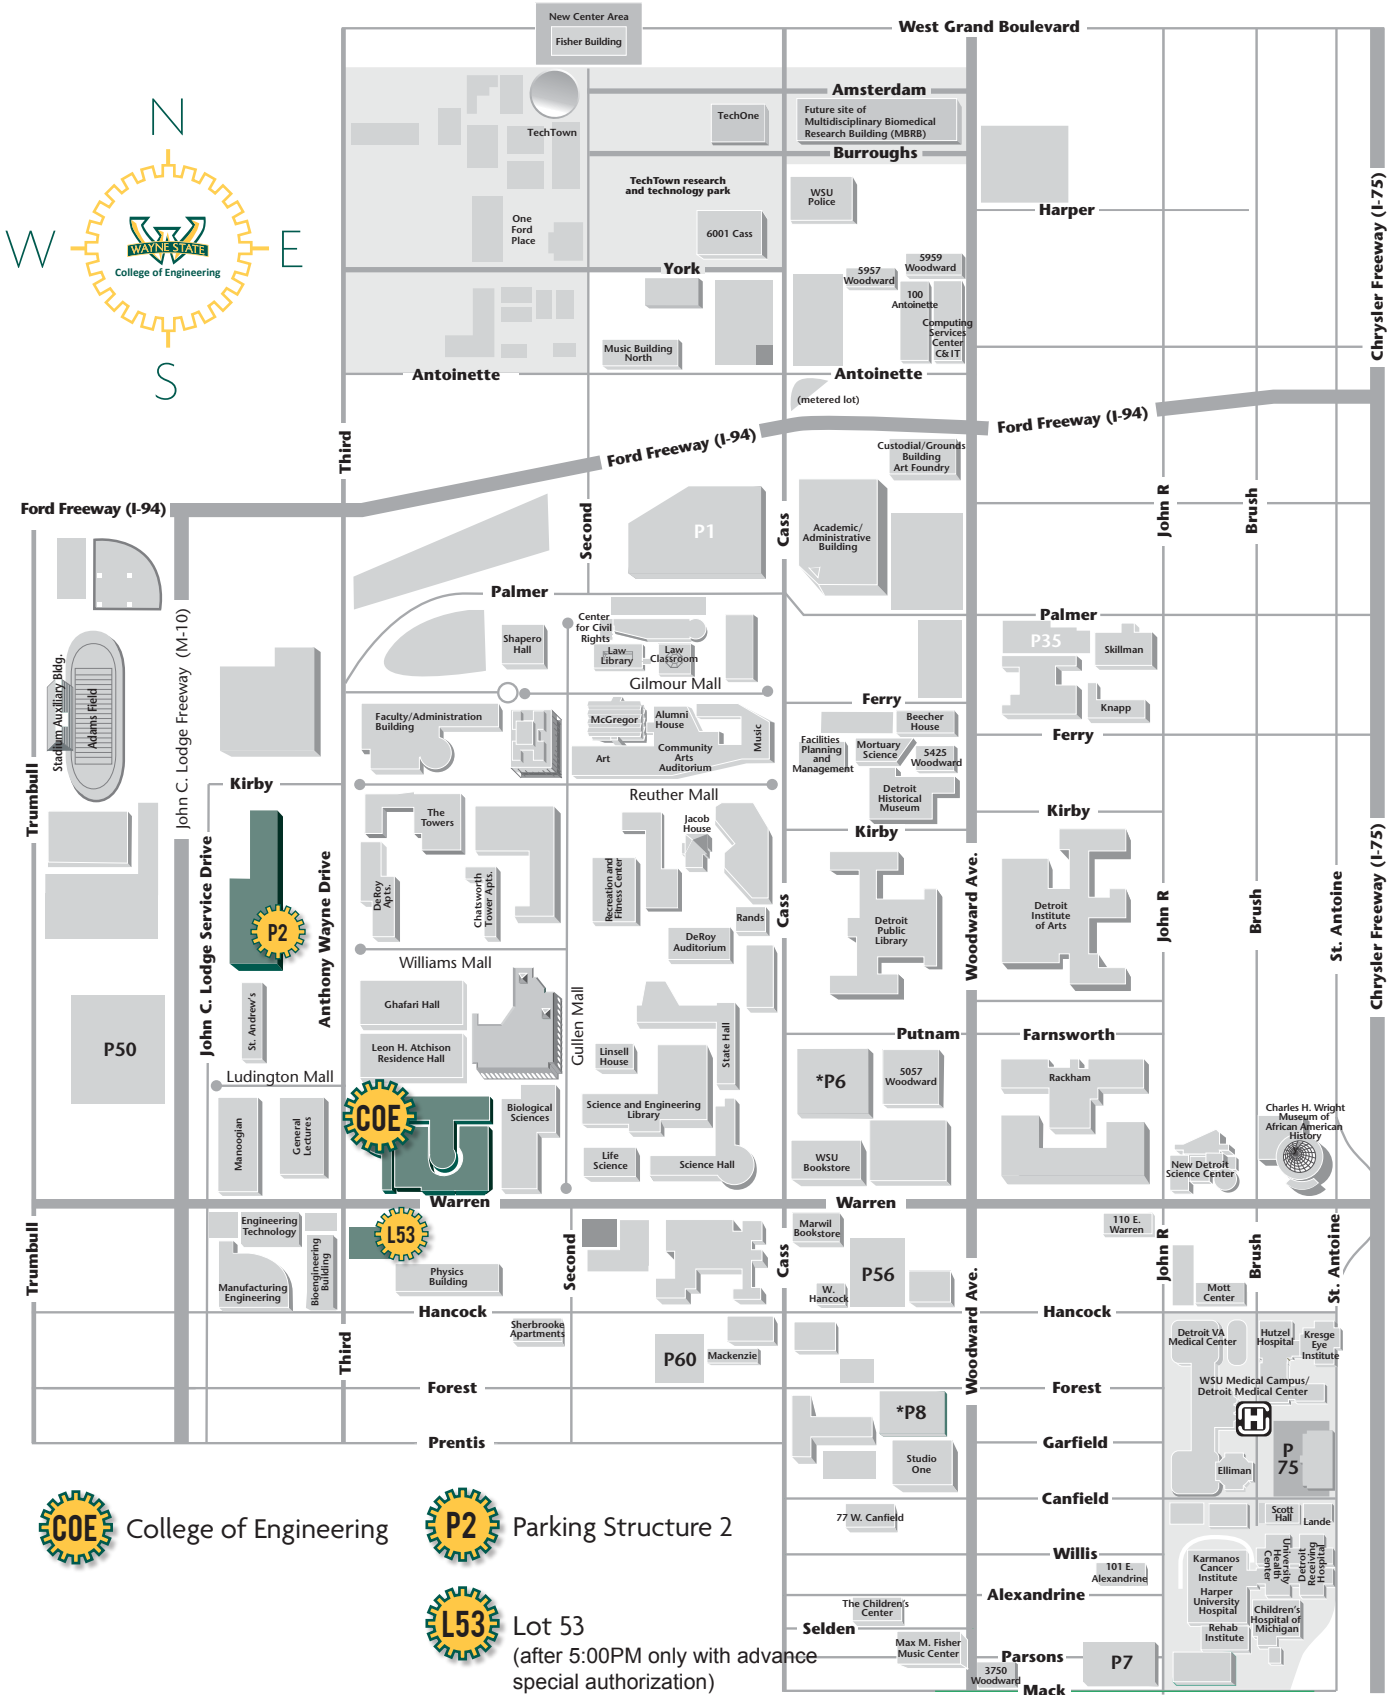 New Center Area
Fisher Building
West Grand Boulevard
N
W
E
S
WAYNE STATE
College of Engineering
Amsterdam
TechTown
TechOne
Future site of
Multidisciplinary Biomedical
Research Building (MBRB)
Burroughs
TechTown research
and technology park
WSU
Police
Harper
One
Ford
Place
6001 Cass
York
5959
Woodward
5957
Woodward
100
Antoinette
Computing
Services
Center
C&IT
Music Building
North
Antoinette
Antoinette
(metered lot)
Chrysler Freeway (I-75)
Third
Ford Freeway (I-94)
Ford Freeway (I-94)
Ford Freeway (I-94)
Custodial/Grounds
Building
Art Foundry
Second
P1
Cass
Academic/
Administrative
Building
John R
Brush
Palmer
Palmer
Center
for Civil
Rights
Shapero
Hall
Law
Library
Law
Classroom
P35
Skillman
Gilmour Mall
Stadium Auxiliary Bldg.
Adams Field
John C. Lodge Freeway (M-10)
Trumbull
Faculty/Administration
Building
McGregor
Alumni
House
Art
Community
Arts
Auditorium
Music
Ferry
Knapp
Beecher
House
Facilities
Planning
and
Management
Mortuary
Science
5425
Woodward
Ferry
Detroit
Historical
Museum
Kirby
Reuther Mall
Kirby
Kirby
The
Towers
Jacob
House
John C. Lodge Service Drive
Anthony Wayne Drive
DeRoy
Apts.
Chatsworth
Tower Apts.
Recreation and
Fitness Center
Rands
Cass
Detroit
Public
Library
Woodward Ave.
Detroit
Institute
of Arts
John R
Brush
St. Antoine
Chrysler Freeway (I-75)
P2
DeRoy
Auditorium
Williams Mall
Ghafari Hall
St. Andrew's
Gullen Mall
P50
Leon H. Atchison
Residence Hall
Linsell
House
State Hall
Putnam
Farnsworth
*P6
5057
Woodward
Rackham
Ludington Mall
COE
Biological
Sciences
Science and Engineering
Library
Manoogian
General
Lectures
Charles H. Wright
Museum of
African American
History
Life
Science
Science Hall
WSU
Bookstore
New Detroit
Science Center
Warren
Warren
Trumbull
Engineering
Technology
L53
Manufacturing
Engineering
Bioengineering
Building
Physics
Building
Second
Cass
Marwil
Bookstore
P56
W.
Hancock
110 E.
Warren
John R
Brush
St. Antoine
Mott
Center
Hancock
Hancock
Woodward Ave.
Third
Sherbrooke
Apartments
P60
Mackenzie
Detroit VA
Medical Center
Hutzel
Hospital
Kresge
Eye
Institute
Forest
Forest
WSU Medical Campus/
Detroit Medical Center
H
*P8
Prentis
Garfield
Studio
One
Elliman
P
75
Canfield
COE
College of Engineering
P2
Parking Structure 2
77 W. Canfield
Scott
Hall
Lande
Willis
101 E.
Alexandrine
Karmanos
Cancer
Institute
University
Health
Center
Detroit
Receiving
Hospital
Alexandrine
Harper
University
Hospital
L53
Lot 53
(after 5:00PM only with advance
special authorization)
The Children's
Center
Children's
Hospital of
Michigan
Selden
Rehab
Institute
Max M. Fisher
Music Center
Parsons
P7
3750
Woodward
Mack